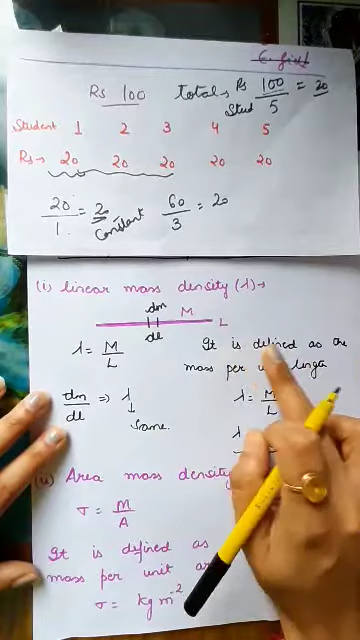 Rs 100 Total → Rs 100 / Stud 5 = 20
Student 1 2 3 4 5
Rs → 20 20 20 20 20
20/1 = 2 Constant 60/3 = 20
(i) linear mass density (λ) →
dm M
L
dl
λ = M/L
It is defined as the
mass per unit
dm/dl ⇒ λ
λ = M/L
Same.
λ
(ii) Area mass density
σ = M/A
It is defined as
mass per unit
σ = kg m⁻²